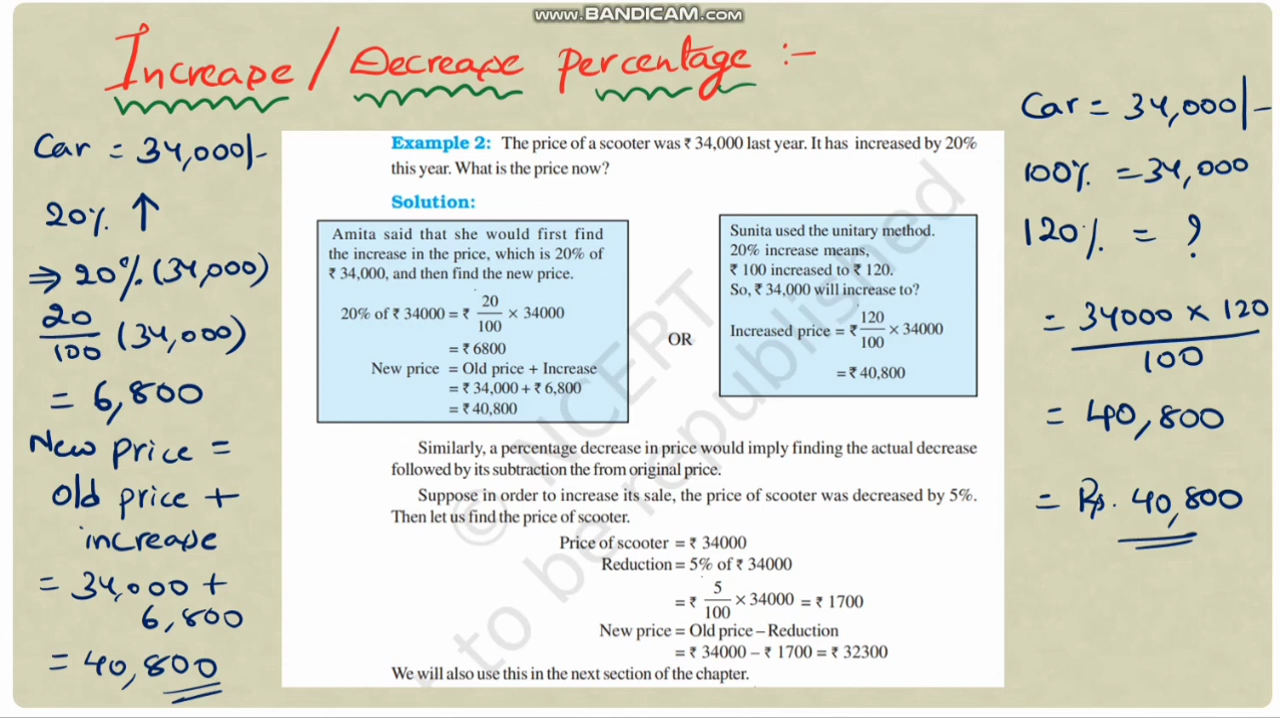 www.BANDICAM.com
Increase / Decrease Percentage :-
Car = 34,000/-
20% ↑
⇒ 20% (34,000)
20/100 (34,000)
= 6,800
New price =
old price +
increase
= 34,000 +
6,800
= 40,800
Example 2: The price of a scooter was ₹ 34,000 last year. It has increased by 20%
this year. What is the price now?
Solution:
Amita said that she would first find
the increase in the price, which is 20% of
₹ 34,000, and then find the new price.
20% of ₹ 34000 = ₹ 20/100 × 34000
= ₹ 6800
New price = Old price + Increase
= ₹ 34,000 + ₹ 6,800
= ₹ 40,800
OR
Sunita used the unitary method.
20% increase means,
₹ 100 increased to ₹ 120.
So, ₹ 34,000 will increase to?
Increased price = ₹ 120/100 × 34000
= ₹ 40,800
Similarly, a percentage decrease in price would imply finding the actual decrease
followed by its subtraction the from original price.
Suppose in order to increase its sale, the price of scooter was decreased by 5%.
Then let us find the price of scooter.
Price of scooter = ₹ 34000
Reduction = 5% of ₹ 34000
= ₹ 5/100 × 34000 = ₹ 1700
New price = Old price – Reduction
= ₹ 34000 – ₹ 1700 = ₹ 32300
We will also use this in the next section of the chapter.
© NCERT
to be republished
Car = 34,000/-
100% = 34,000
120% = ?
= 34000 × 120 / 100
= 40,800
= Rs. 40,800